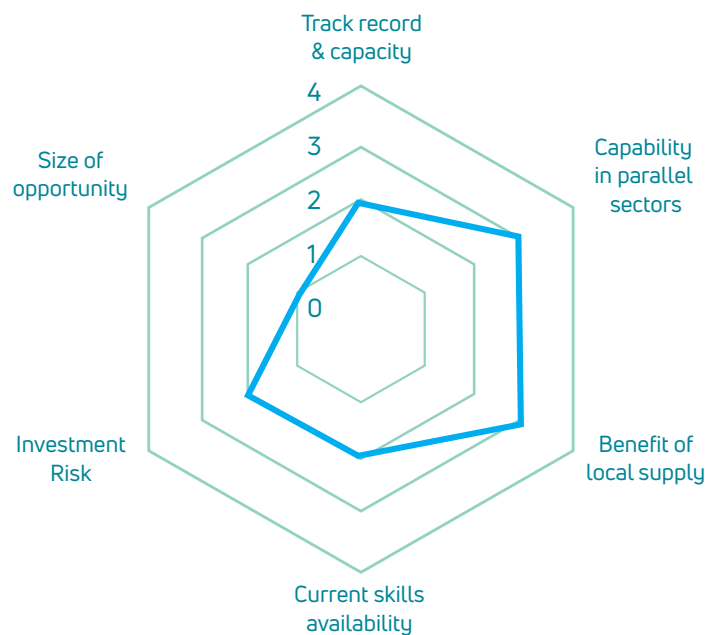 Track record
& capacity
4
3
2
1
0
Capability
in parallel
sectors
Benefit of
local supply
Current skills
availability
Investment
Risk
Size of
opportunity